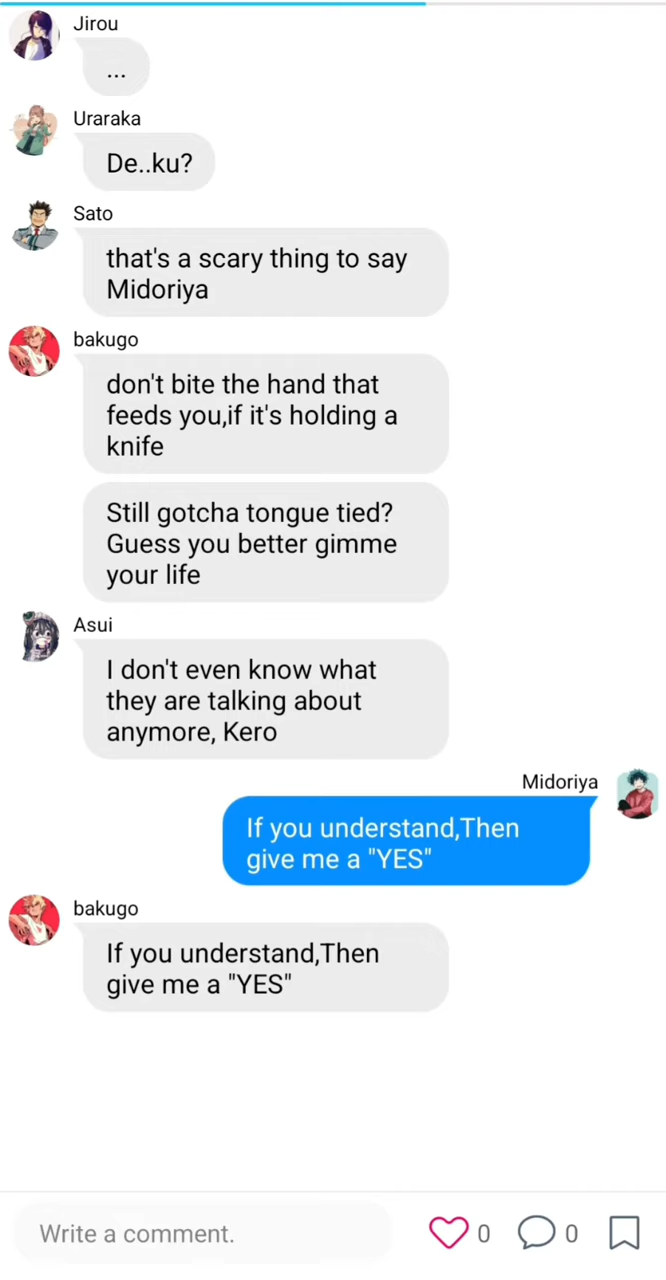 Jirou
...
Uraraka
De..ku?
Sato
that's a scary thing to say
Midoriya
bakugo
don't bite the hand that
feeds you,if it's holding a
knife
Still gotcha tongue tied?
Guess you better gimme
your life
Asui
I don't even know what
they are talking about
anymore, Kero
Midoriya
If you understand,Then
give me a "YES"
bakugo
If you understand,Then
give me a "YES"
Write a comment.
0
0